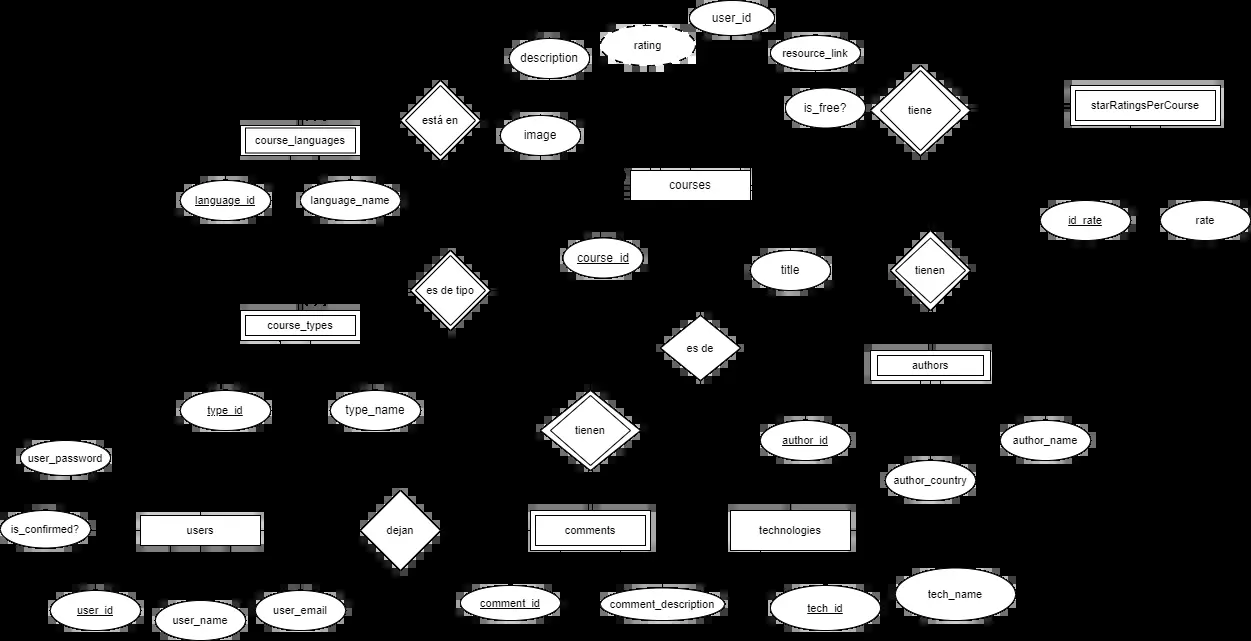 user_id
rating
description
resource_link
is_free?
tiene
starRatingsPerCourse
está en
image
course_languages
courses
language_id
language_name
id_rate
rate
course_id
title
tienen
es de tipo
course_types
es de
authors
type_id
type_name
tienen
author_id
author_name
user_password
author_country
is_confirmed?
users
dejan
comments
technologies
user_id
user_name
user_email
comment_id
comment_description
tech_id
tech_name